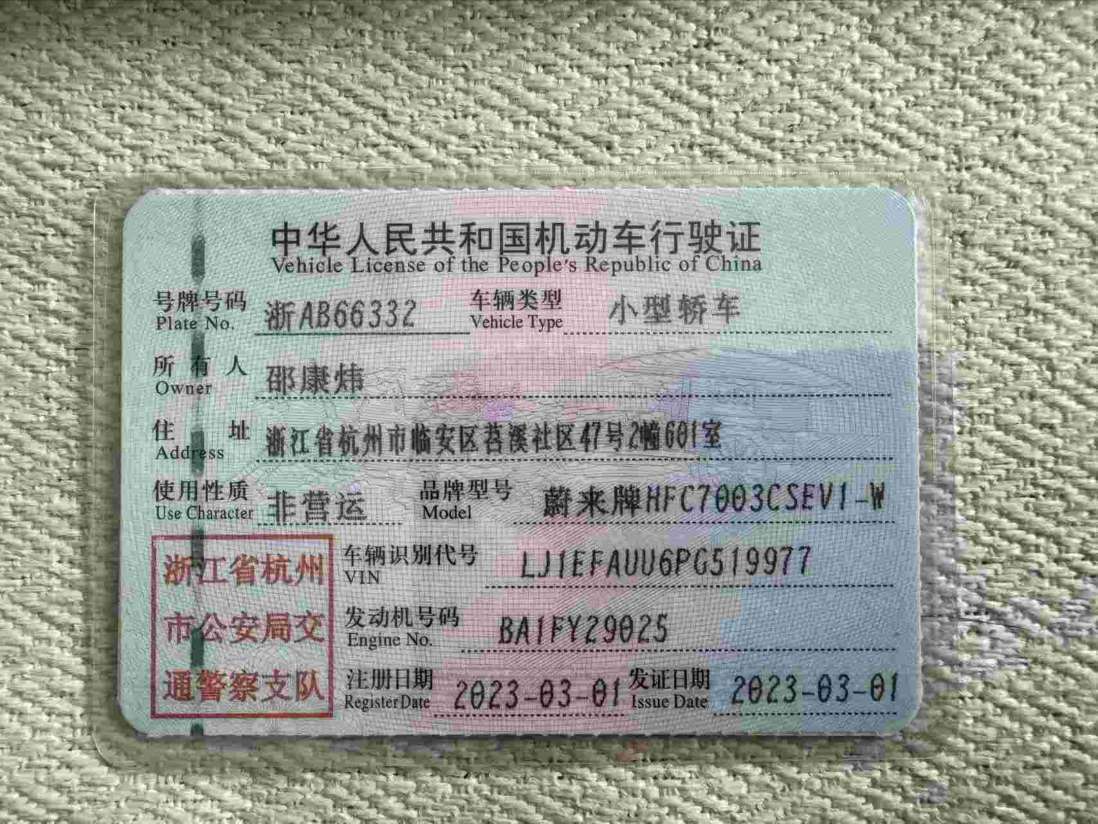 中华人民共和国机动车行驶证
Vehicle License of the People's Republic of China
号牌号码 浙AB66332 车辆类型 小型轿车
Plate No. Vehicle Type
所有人 邵康炜
Owner
住址 浙江省杭州市临安区苕溪社区47号2幢601室
Address
使用性质 非营运 品牌型号 蔚来牌HFC7003CSEV1-W
Use Character Model
浙江省杭州 车辆识别代号 LJ1EFAUU6PG519977
VIN
市公安局交 发动机号码 BA1FY29025
Engine No.
通警察支队 注册日期 2023-03-01 发证日期 2023-03-01
Register Date Issue Date